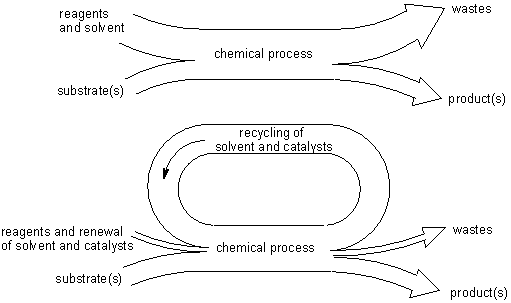 reagents
and solvent
wastes
chemical process
substrate(s)
product(s)
recycling of
solvent and catalysts
reagents and renewal
of solvent and catalysts
wastes
chemical process
substrate(s)
product(s)